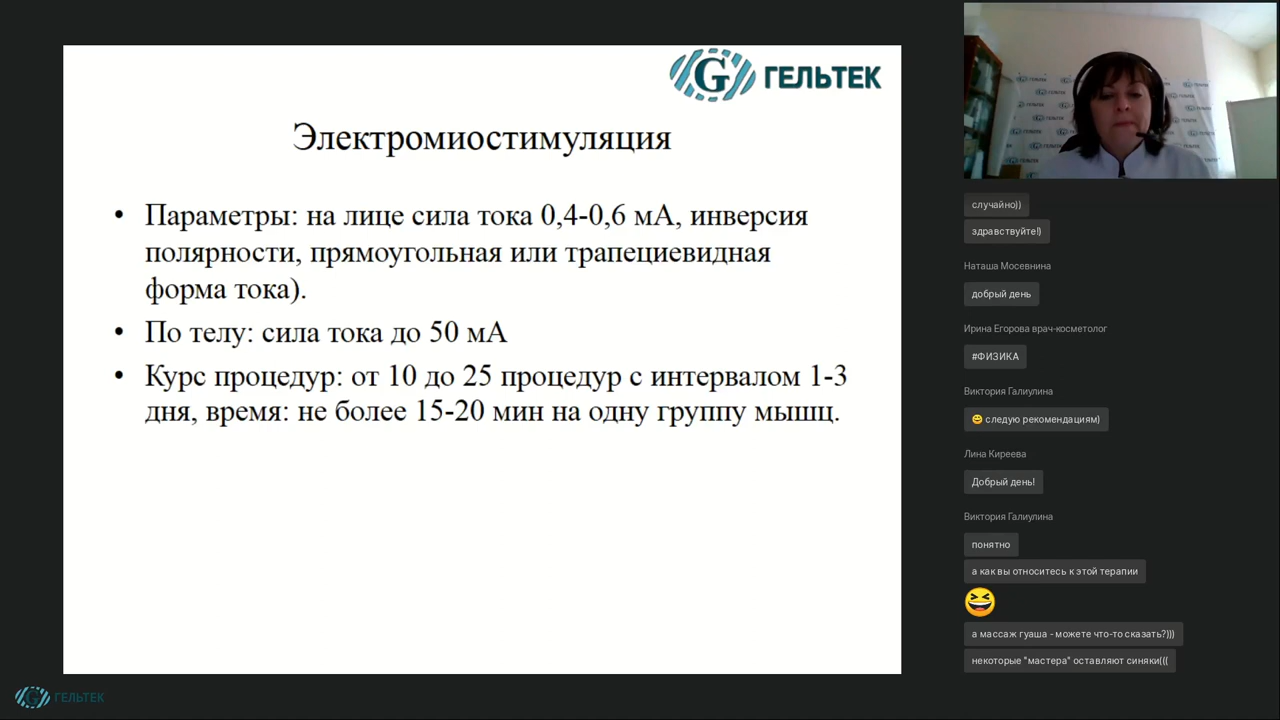 ГЕЛЬТЕК
Электромиостимуляция
• Параметры: на лице сила тока 0,4-0,6 мА, инверсия
полярности, прямоугольная или трапециевидная
форма тока).
• По телу: сила тока до 50 мА
• Курс процедур: от 10 до 25 процедур с интервалом 1-3
дня, время: не более 15-20 мин на одну группу мышц.
ГЕЛЬТЕК
случайно))
здравствуйте!)
Наташа Мосевнина
добрый день
Ирина Егорова врач-косметолог
#ФИЗИКА
Виктория Галиулина
😄 следую рекомендациям)
Лина Киреева
Добрый день!
Виктория Галиулина
понятно
а как вы относитесь к этой терапии
😆
а массаж гуаша - можете что-то сказать?)))
некоторые "мастера" оставляют синяки(((